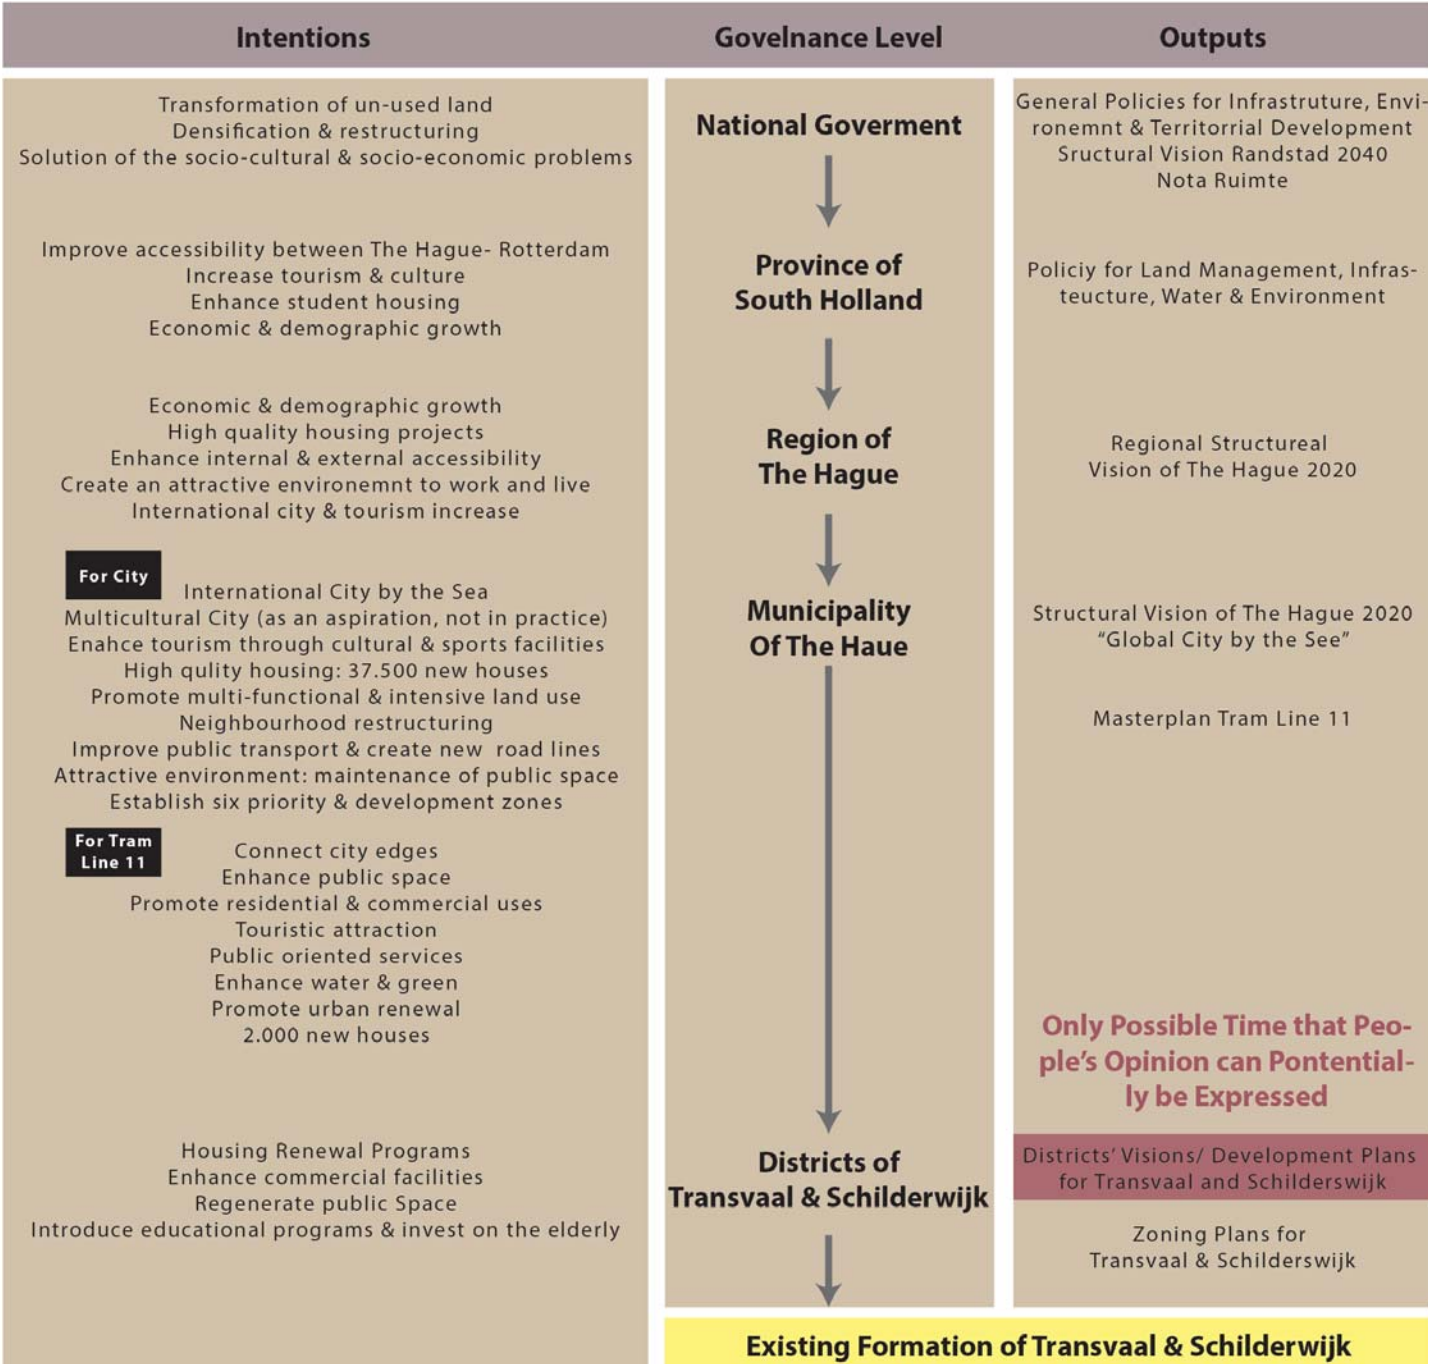 Intentions
Govelnance Level
Outputs
Transformation of un-used land
Densification & restructuring
Solution of the socio-cultural & socio-economic problems
National Goverment
General Policies for Infrastruture, Envi-
ronemnt & Territorrial Development
Sructural Vision Randstad 2040
Nota Ruimte
Improve accessibility between The Hague- Rotterdam
Increase tourism & culture
Enhance student housing
Economic & demographic growth
Province of
South Holland
Policiy for Land Management, Infras-
teucture, Water & Environment
Economic & demographic growth
High quality housing projects
Enhance internal & external accessibility
Create an attractive environemnt to work and live
International city & tourism increase
Region of
The Hague
Regional Structureal
Vision of The Hague 2020
For City
International City by the Sea
Multicultural City (as an aspiration, not in practice)
Enahce tourism through cultural & sports facilities
High qulity housing: 37.500 new houses
Promote multi-functional & intensive land use
Neighbourhood restructuring
Improve public transport & create new road lines
Attractive environment: maintenance of public space
Establish six priority & development zones
Municipality
Of The Haue
Structural Vision of The Hague 2020
“Global City by the See”
Masterplan Tram Line 11
For Tram
Line 11
Connect city edges
Enhance public space
Promote residential & commercial uses
Touristic attraction
Public oriented services
Enhance water & green
Promote urban renewal
2.000 new houses
Only Possible Time that Peo-
ple’s Opinion can Pontential-
ly be Expressed
Housing Renewal Programs
Enhance commercial facilities
Regenerate public Space
Introduce educational programs & invest on the elderly
Districts of
Transvaal & Schilderwijk
Districts’ Visions/ Development Plans
for Transvaal and Schilderswijk
Zoning Plans for
Transvaal & Schilderswijk
Existing Formation of Transvaal & Schilderwijk